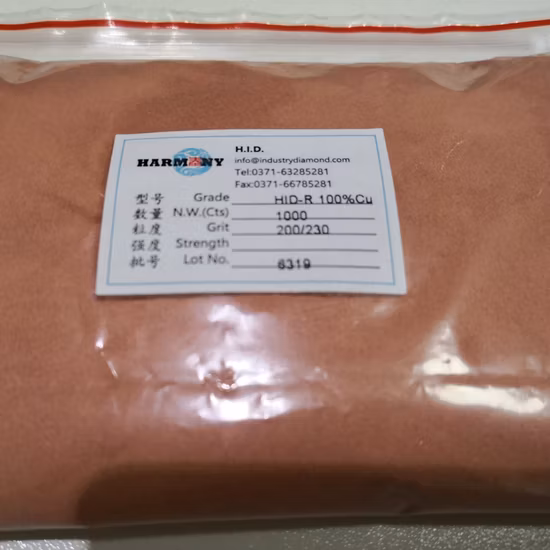 HARMONY
H.I.D.
info@industrydiamond.com
Tel:0371-63285281
Fax:0371-66785281
型号 Grade HID-R 100%Cu
数量 N.W.(Cts) 1000
粒度 Grit 200/230
强度 Strength
批号 Lot No. 6319